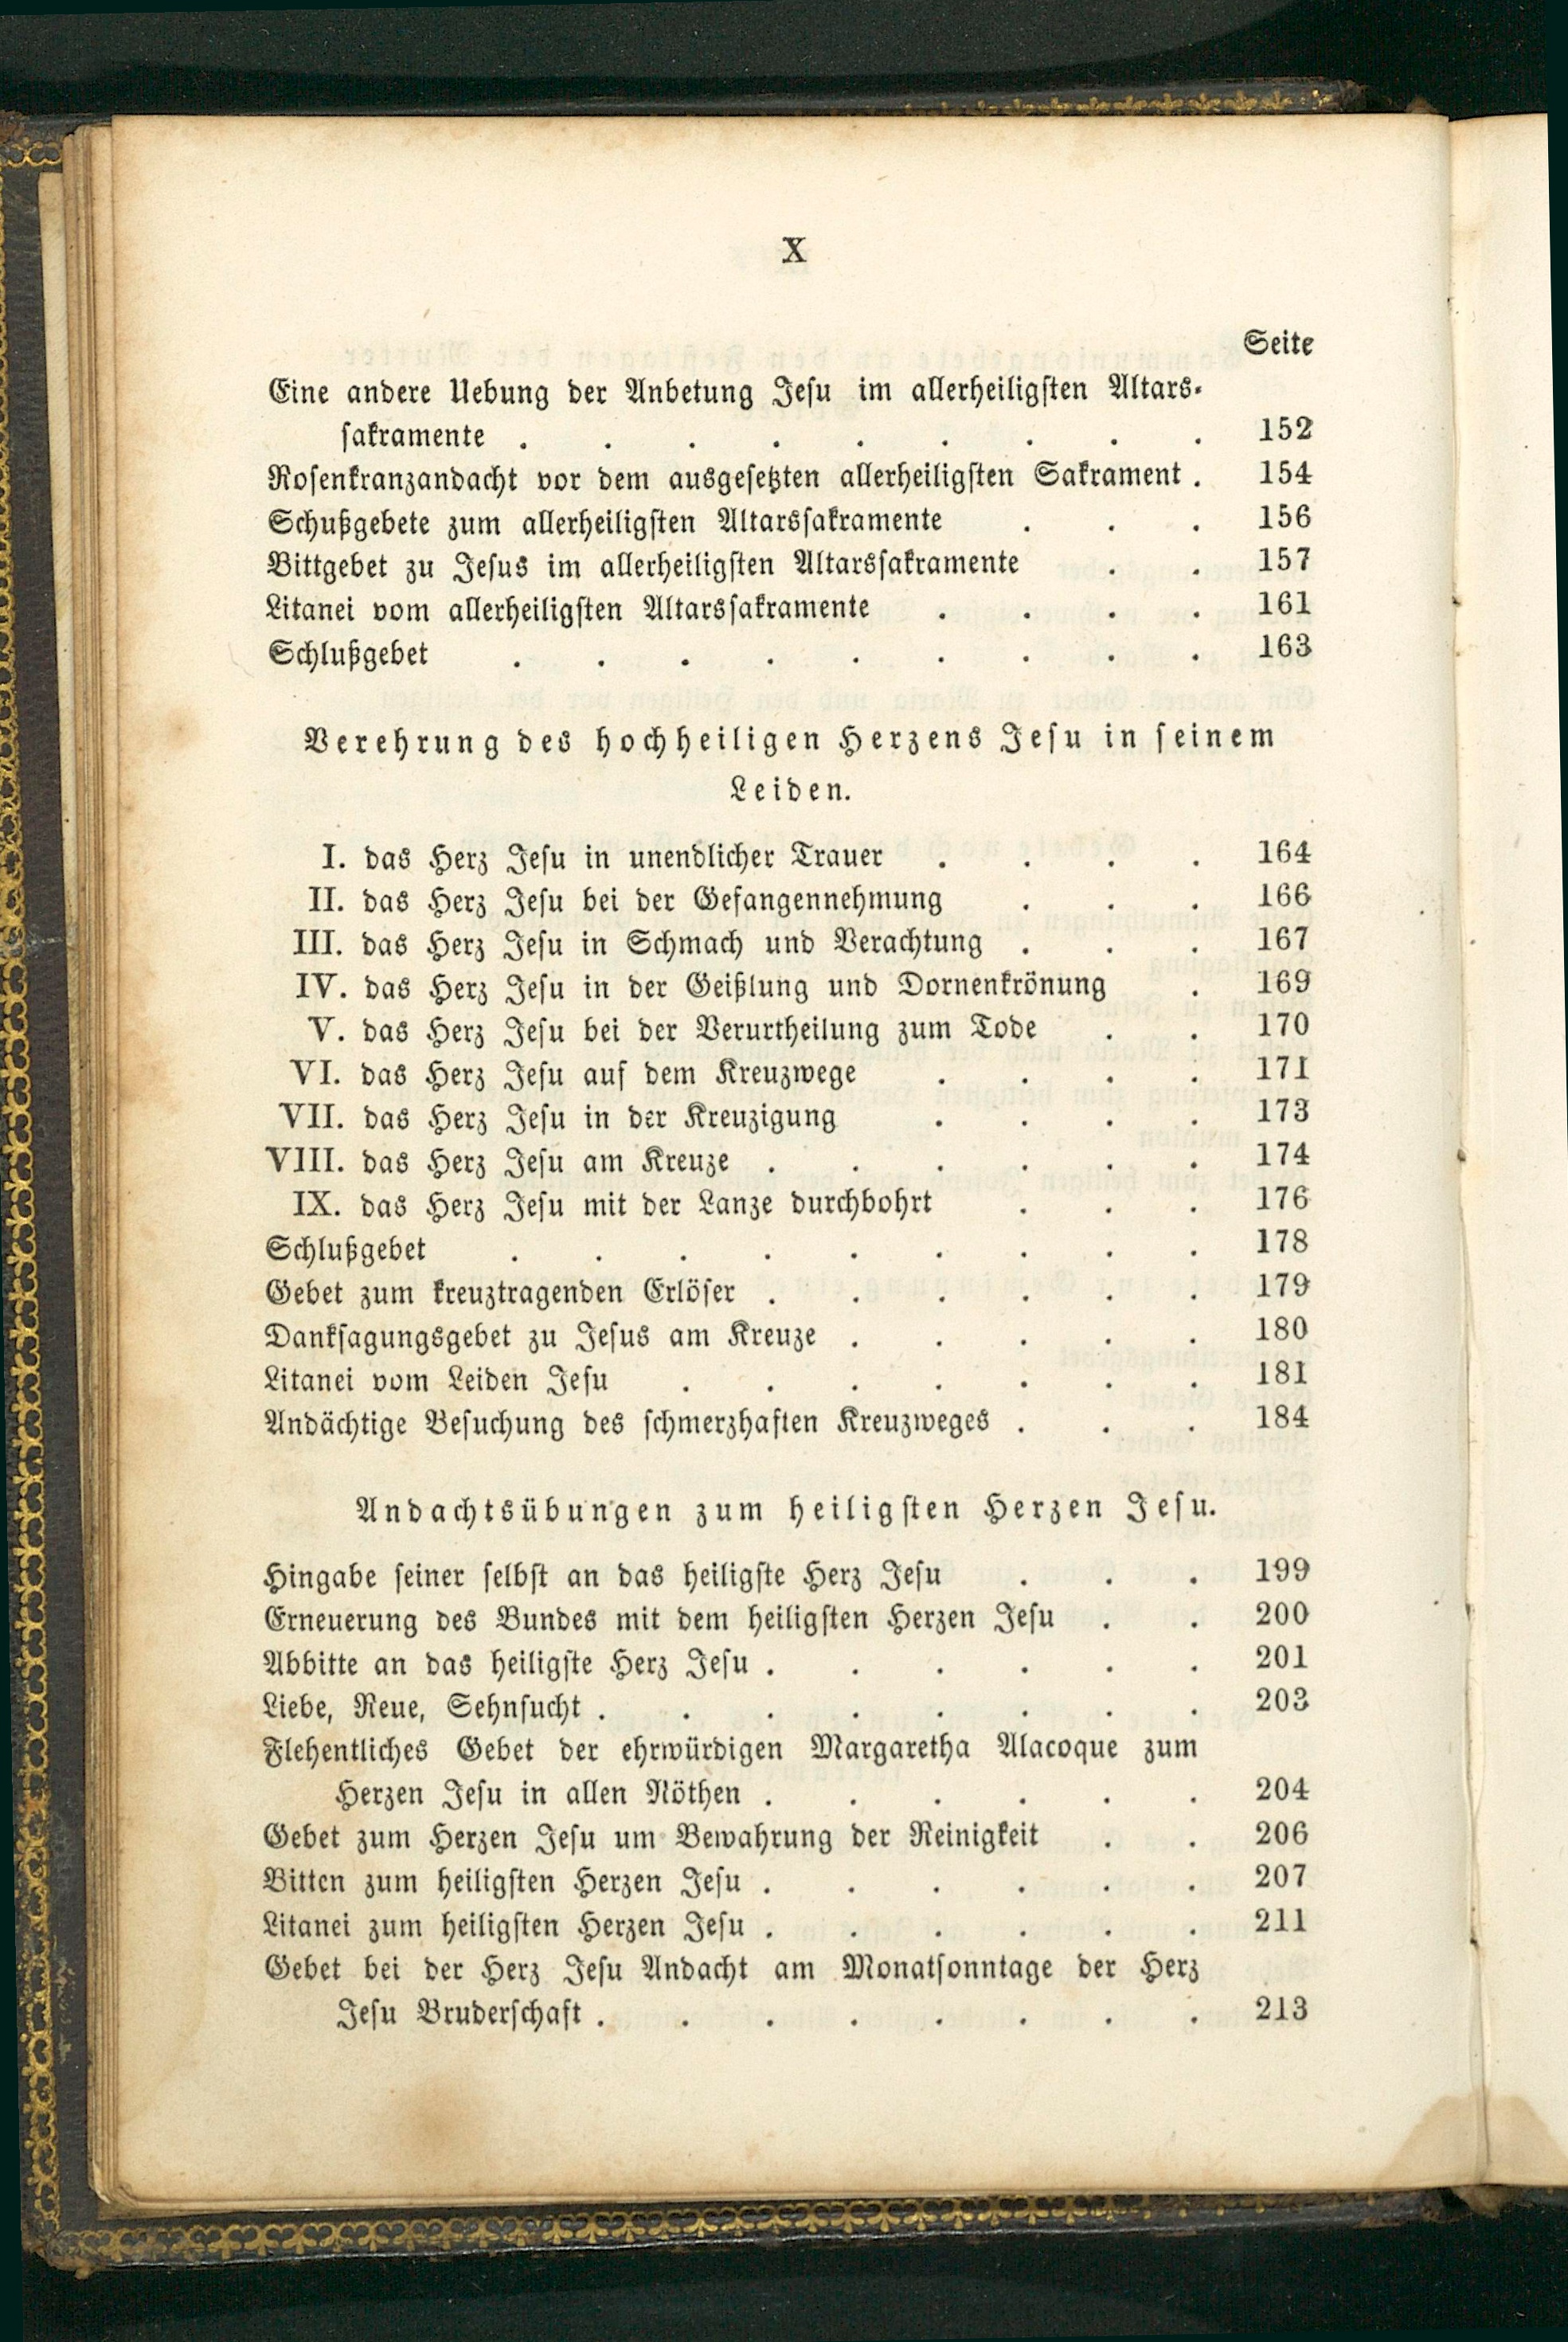 X
Seite
Eine andere Uebung der Anbetung Jesu im allerheiligsten Altars-
sakramente . . . . . . . . . 152
Rosenkranzandacht vor dem ausgesetzten allerheiligsten Sakrament . 154
Schußgebete zum allerheiligsten Altarssakramente . . . 156
Bittgebet zu Jesus im allerheiligsten Altarssakramente . . 157
Litanei vom allerheiligsten Altarssakramente . . . . 161
Schlußgebet . . . . . . . . . 163
Verehrung des hochheiligen Herzens Jesu in seinem
Leiden.
I. das Herz Jesu in unendlicher Trauer . . . . 164
II. das Herz Jesu bei der Gefangennehmung . . . 166
III. das Herz Jesu in Schmach und Verachtung . . . 167
IV. das Herz Jesu in der Geißlung und Dornenkrönung . 169
V. das Herz Jesu bei der Verurtheilung zum Tode . . 170
VI. das Herz Jesu auf dem Kreuzwege . . . . 171
VII. das Herz Jesu in der Kreuzigung . . . . 173
VIII. das Herz Jesu am Kreuze . . . . . . 174
IX. das Herz Jesu mit der Lanze durchbohrt . . . 176
Schlußgebet . . . . . . . . . 178
Gebet zum kreuztragenden Erlöser . . . . . . 179
Danksagungsgebet zu Jesus am Kreuze . . . . . 180
Litanei vom Leiden Jesu . . . . . . . 181
Andächtige Besuchung des schmerzhaften Kreuzweges . . . 184
Andachtsübungen zum heiligsten Herzen Jesu.
Hingabe seiner selbst an das heiligste Herz Jesu . . . 199
Erneuerung des Bundes mit dem heiligsten Herzen Jesu . . 200
Abbitte an das heiligste Herz Jesu . . . . . . 201
Liebe, Reue, Sehnsucht . . . . . . . . 203
Flehentliches Gebet der ehrwürdigen Margaretha Alacoque zum
Herzen Jesu in allen Nöthen . . . . . . 204
Gebet zum Herzen Jesu um Bewahrung der Reinigkeit . . 206
Bitten zum heiligsten Herzen Jesu . . . . . . 207
Litanei zum heiligsten Herzen Jesu . . . . . . 211
Gebet bei der Herz Jesu Andacht am Monatsonntage der Herz
Jesu Bruderschaft . . . . . . . . 213